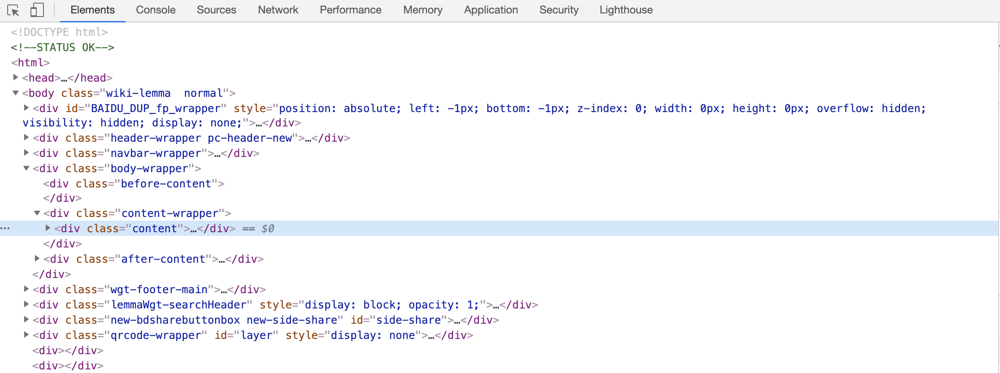 Elements Console Sources Network Performance Memory Application Security Lighthouse
<!DOCTYPE html>
<!--STATUS OK-->
<html>
<head>…</head>
<body class="wiki-lemma  normal">
<div id="BAIDU_DUP_fp_wrapper" style="position: absolute; left: -1px; bottom: -1px; z-index: 0; width: 0px; height: 0px; overflow: hidden;
visibility: hidden; display: none;">…</div>
<div class="header-wrapper pc-header-new">…</div>
<div class="navbar-wrapper">…</div>
<div class="body-wrapper">
<div class="before-content">
</div>
<div class="content-wrapper">
<div class="content">…</div> == $0
</div>
<div class="after-content">…</div>
</div>
<div class="wgt-footer-main">…</div>
<div class="lemmaWgt-searchHeader" style="display: block; opacity: 1;">…</div>
<div class="new-bdsharebuttonbox new-side-share" id="side-share">…</div>
<div class="qrcode-wrapper" id="layer" style="display: none">…</div>
<div></div>
<div></div>